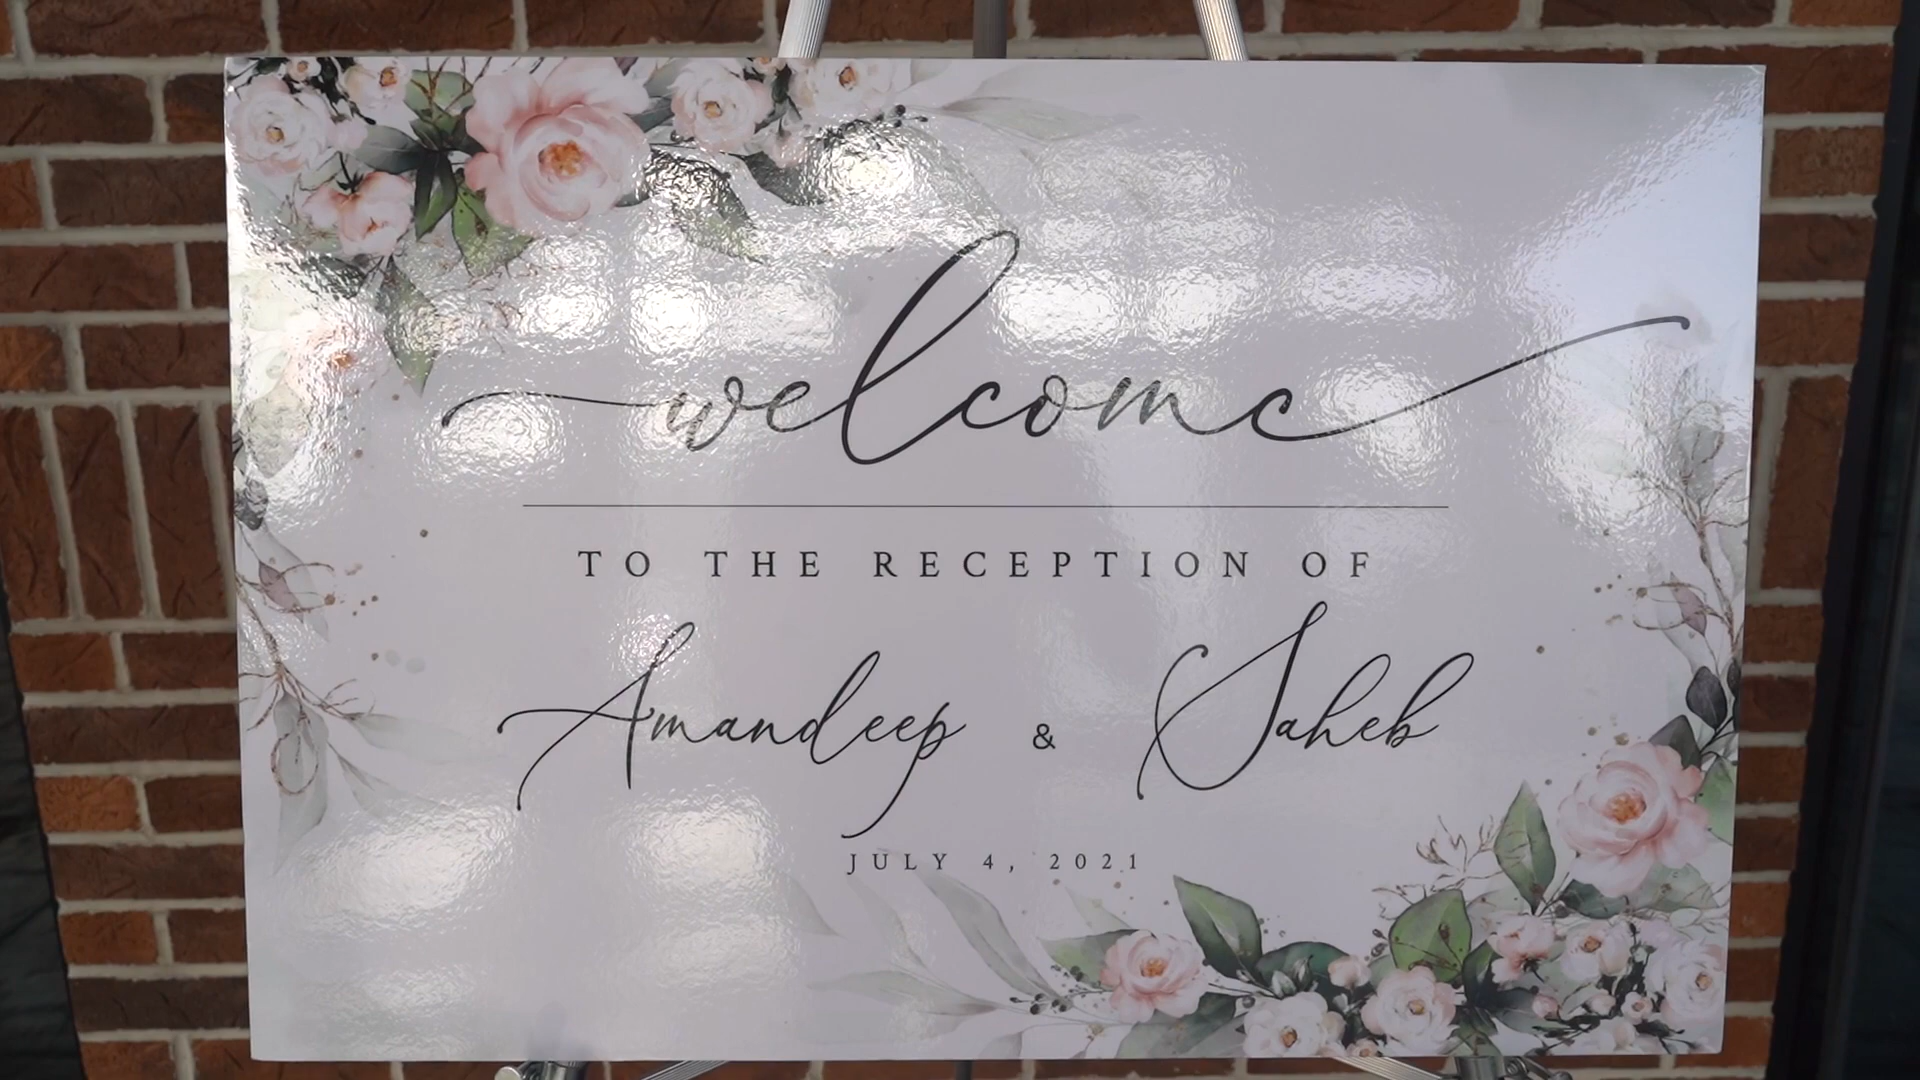 welcome
TO THE RECEPTION OF
Amandeep & Saheb
JULY 4, 2021